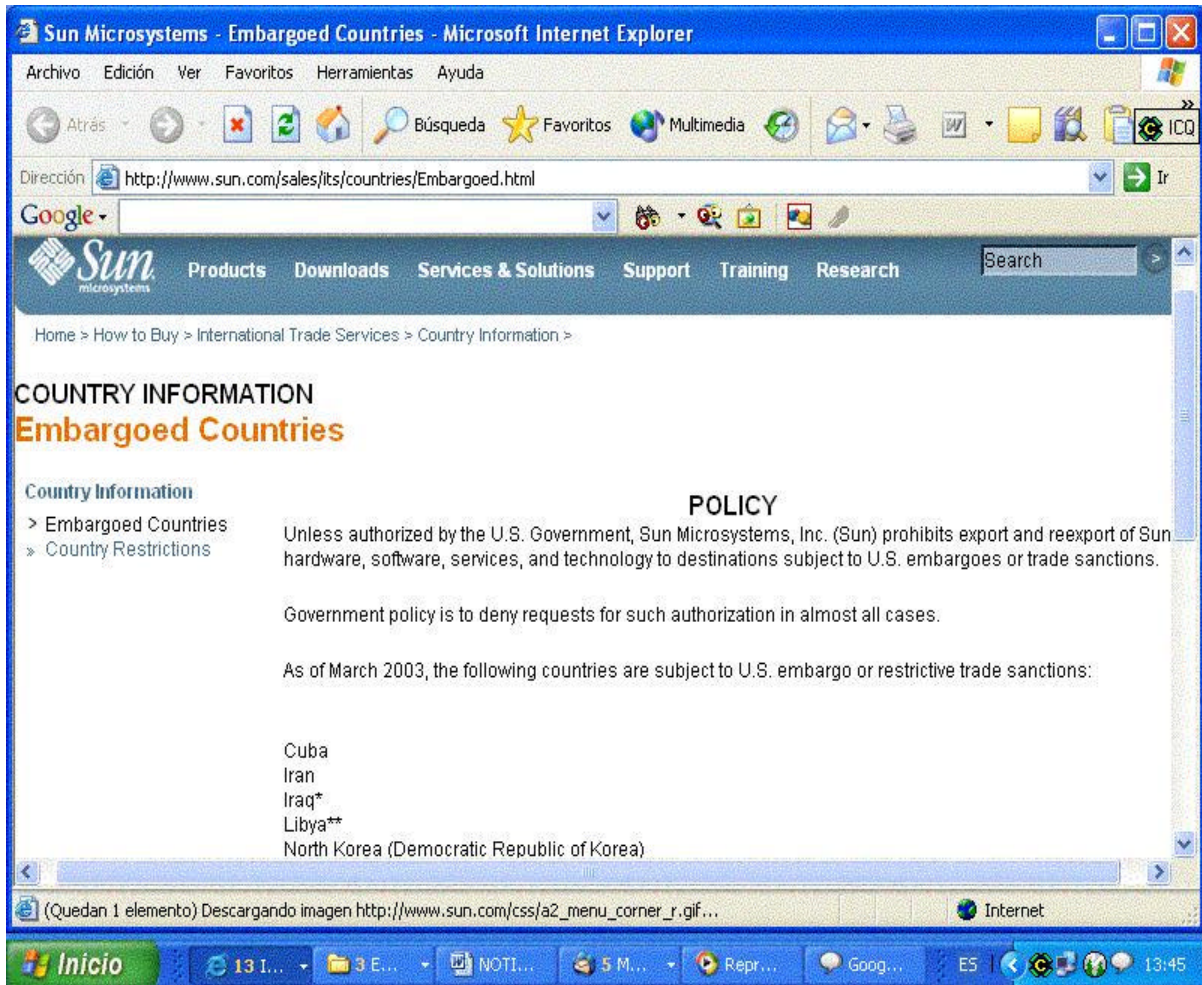 Sun Microsystems - Embargoed Countries - Microsoft Internet Explorer
Archivo Edición Ver Favoritos Herramientas Ayuda
Atrás Búsqueda Favoritos Multimedia W » ICQ
Dirección http://www.sun.com/sales/its/countries/Embargoed.html Ir
Google
Sun microsystems Products Downloads Services & Solutions Support Training Research Search
Home > How to Buy > International Trade Services > Country Information >
COUNTRY INFORMATION
Embargoed Countries
Country Information
> Embargoed Countries
» Country Restrictions
POLICY
Unless authorized by the U.S. Government, Sun Microsystems, Inc. (Sun) prohibits export and reexport of Sun
hardware, software, services, and technology to destinations subject to U.S. embargoes or trade sanctions.
Government policy is to deny requests for such authorization in almost all cases.
As of March 2003, the following countries are subject to U.S. embargo or restrictive trade sanctions:
Cuba
Iran
Iraq*
Libya**
North Korea (Democratic Republic of Korea)
(Quedan 1 elemento) Descargando imagen http://www.sun.com/css/a2_menu_corner_r.gif... Internet
Inicio 13 I... 3 E... NOTI... 5 M... Repr... Goog... ES 13:45